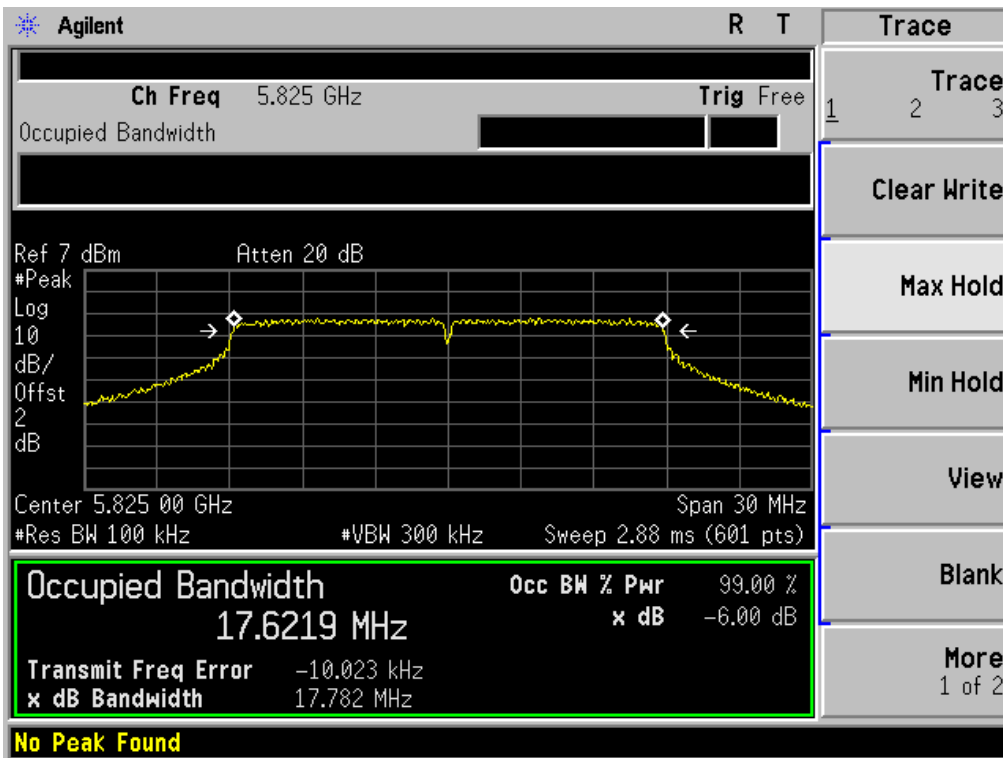 Agilent R T
Ch Freq 5.825 GHz Trig Free
Occupied Bandwidth
Ref 7 dBm Atten 20 dB
#Peak
Log
10
dB/
Offst
2
dB
Center 5.825 00 GHz Span 30 MHz
#Res BW 100 kHz #VBW 300 kHz Sweep 2.88 ms (601 pts)
Occupied Bandwidth Occ BW % Pwr 99.00 %
17.6219 MHz x dB -6.00 dB
Transmit Freq Error -10.023 kHz
x dB Bandwidth 17.782 MHz
No Peak Found
Trace
Trace
1 2 3
Clear Write
Max Hold
Min Hold
View
Blank
More
1 of 2